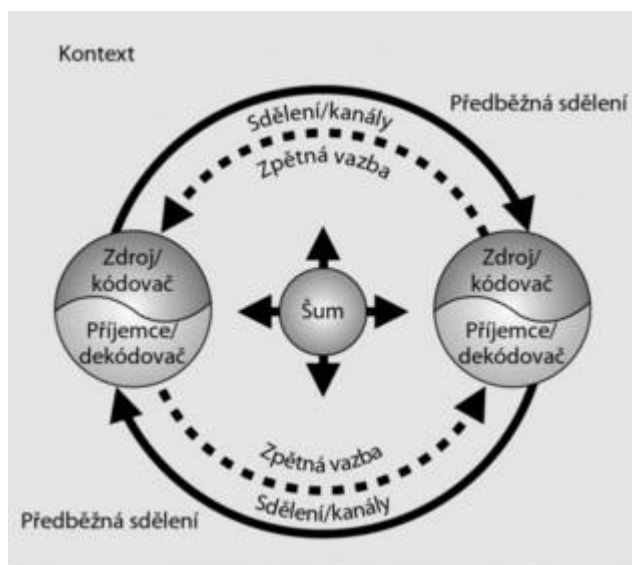 Kontext
Předběžná sdělení
Sdělení/kanály
Zpětná vazba
Zdroj/
kódovač
Příjemce/
dekódovač
Šum
Zdroj/
kódovač
Příjemce/
dekódovač
Zpětná vazba
Sdělení/kanály
Předběžná sdělení